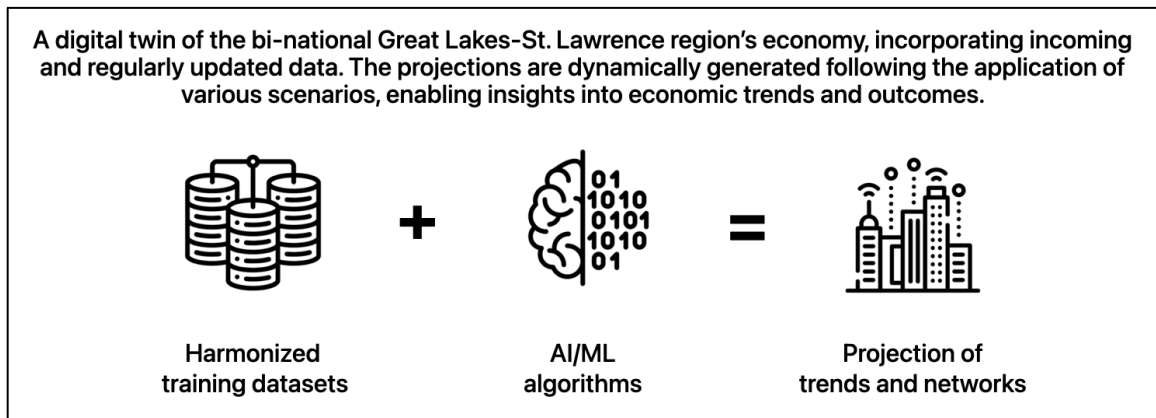 A digital twin of the bi-national Great Lakes-St. Lawrence region's economy, incorporating incoming
and regularly updated data. The projections are dynamically generated following the application of
various scenarios, enabling insights into economic trends and outcomes.
01
1010
0101
1010
01
+
=
Harmonized
training datasets
AI/ML
algorithms
Projection of
trends and networks